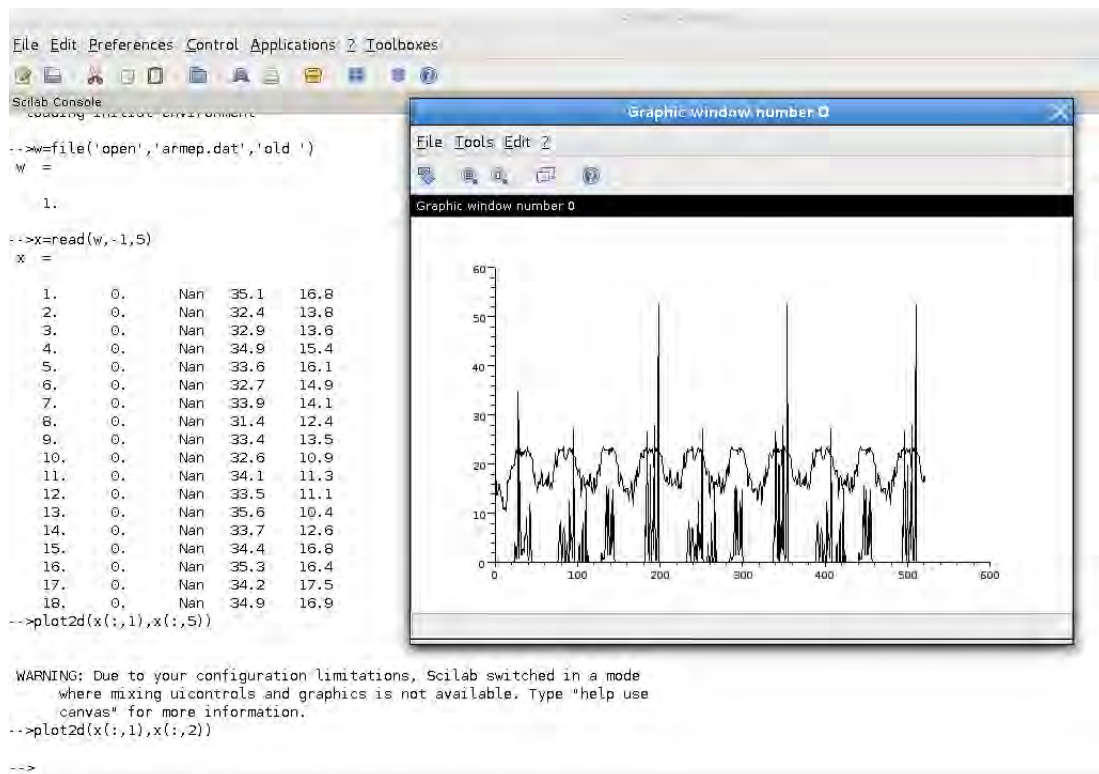 File Edit Preferences Control Applications ? Toolboxes
Scilab Console
-->w=file('open','armep.dat','old ')
w =
1.
-->x=read(w,-1,5)
x =
1. 0. Nan 35.1 16.8
2. 0. Nan 32.4 13.8
3. 0. Nan 32.9 13.6
4. 0. Nan 34.9 15.4
5. 0. Nan 33.6 16.1
6. 0. Nan 32.7 14.9
7. 0. Nan 33.9 14.1
8. 0. Nan 31.4 12.4
9. 0. Nan 33.4 13.5
10. 0. Nan 32.6 10.9
11. 0. Nan 34.1 11.3
12. 0. Nan 33.5 11.1
13. 0. Nan 35.6 10.4
14. 0. Nan 33.7 12.6
15. 0. Nan 34.4 16.8
16. 0. Nan 35.3 16.4
17. 0. Nan 34.2 17.5
18. 0. Nan 34.9 16.9
-->plot2d(x(:,1),x(:,5))
WARNING: Due to your configuration limitations, Scilab switched in a mode
where mixing uicontrols and graphics is not available. Type "help use
canvas" for more information.
-->plot2d(x(:,1),x(:,2))
-->
Graphic window number 0
File Tools Edit ?
Graphic window number 0
60
50
40
30
20
10
0
0 100 200 300 400 500 600